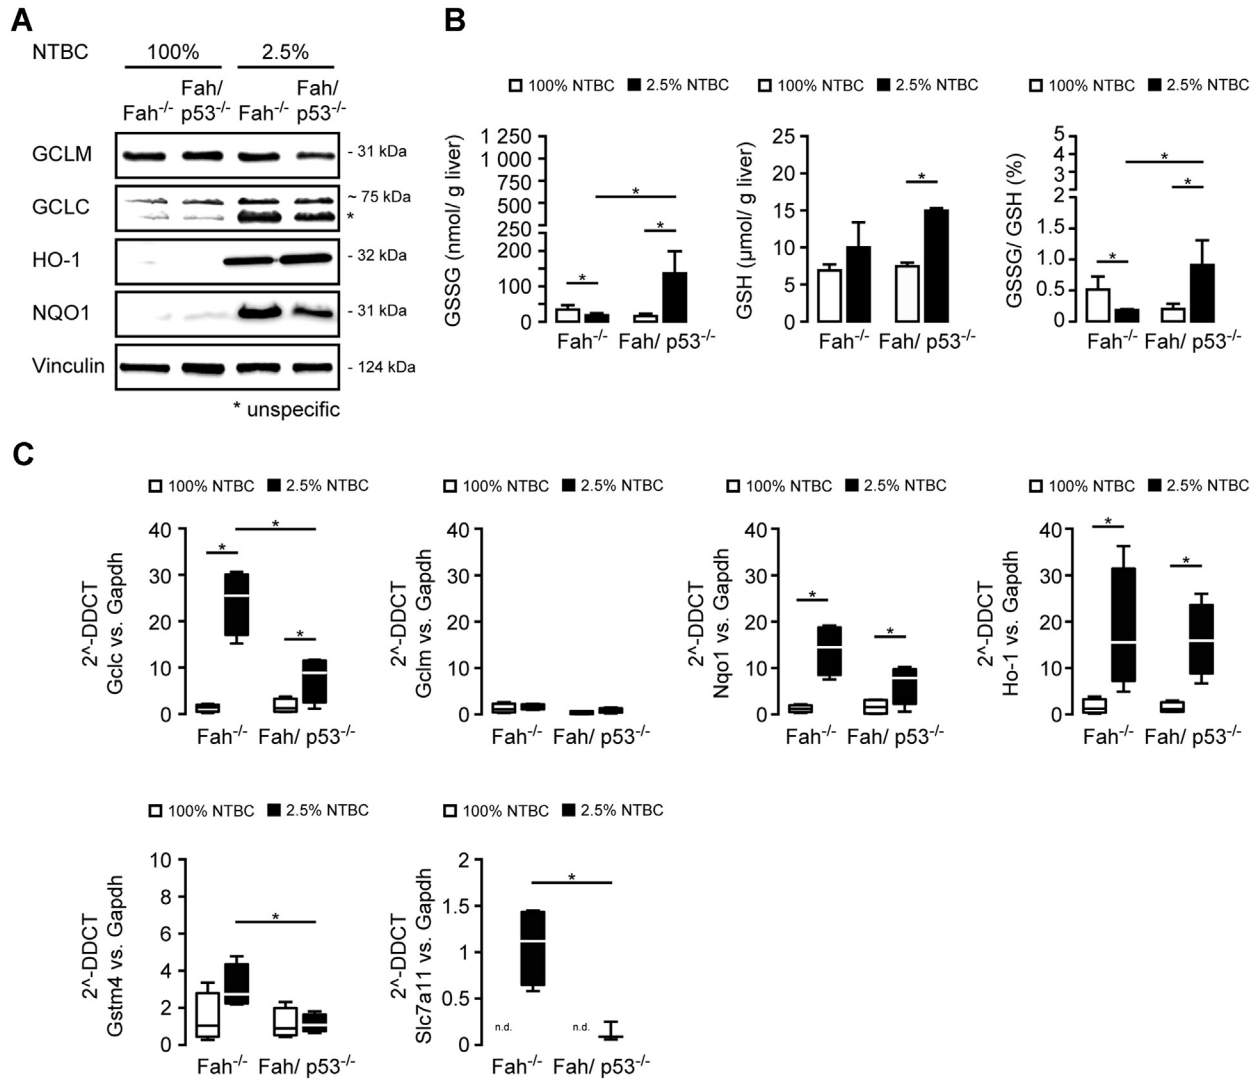 A
NTBC 100% 2.5%
Fah-/- Fah/ p53-/- Fah-/- Fah/ p53-/-
GCLM - 31 kDa
GCLC ~ 75 kDa
*
HO-1 - 32 kDa
NQO1 - 31 kDa
Vinculin - 124 kDa
* unspecific
B
100% NTBC 2.5% NTBC
GSSG (nmol/ g liver)
1 250
1 000
750
500
250
200
100
0
* * *
Fah-/- Fah/ p53-/-
100% NTBC 2.5% NTBC
GSH (µmol/ g liver)
25
20
15
10
5
0
*
Fah-/- Fah/ p53-/-
100% NTBC 2.5% NTBC
GSSG/ GSH (%)
5
4
3
2
2
1.5
1.0
0.5
0
* * *
Fah-/- Fah/ p53-/-
C
100% NTBC 2.5% NTBC
2^-DDCT
Gclc vs. Gapdh
40
30
20
10
0
* * *
Fah-/- Fah/ p53-/-
100% NTBC 2.5% NTBC
2^-DDCT
Gclm vs. Gapdh
40
30
20
10
0
Fah-/- Fah/ p53-/-
100% NTBC 2.5% NTBC
2^-DDCT
Nqo1 vs. Gapdh
40
30
20
10
0
* *
Fah-/- Fah/ p53-/-
100% NTBC 2.5% NTBC
2^-DDCT
Ho-1 vs. Gapdh
40
30
20
10
0
* *
Fah-/- Fah/ p53-/-
100% NTBC 2.5% NTBC
2^-DDCT
Gstm4 vs. Gapdh
10
8
6
4
2
0
*
Fah-/- Fah/ p53-/-
100% NTBC 2.5% NTBC
2^-DDCT
Slc7a11 vs. Gapdh
2
1.5
1
0.5
0
*
n.d. n.d.
Fah-/- Fah/ p53-/-